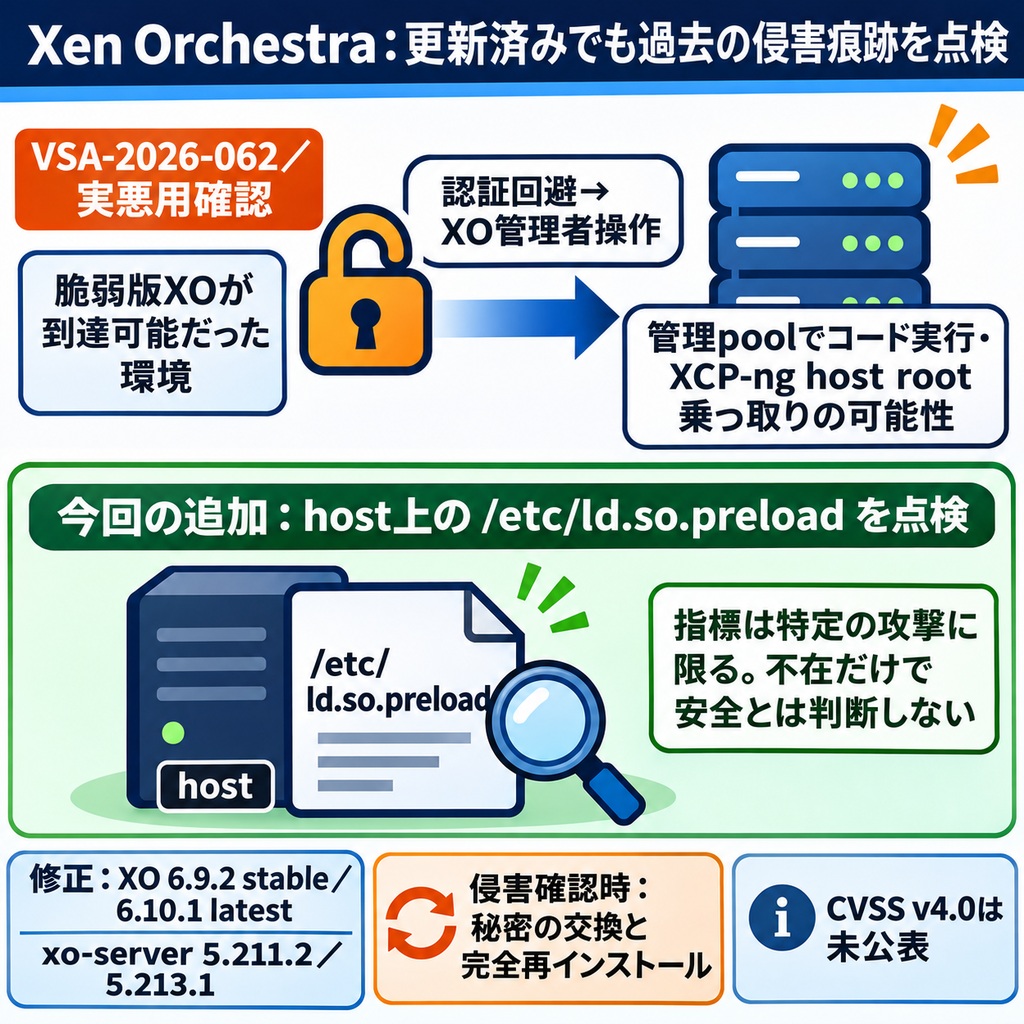 Xen Orchestra：更新済みでも過去の侵害痕跡を点検
VSA-2026-062／
実悪用確認
脆弱版XOが
到達可能だった
環境
認証回避→
XO管理者操作
管理poolでコード実行・
XCP-ng host root
乗っ取りの可能性
今回の追加：host上の /etc/ld.so.preload を点検
/etc/
ld.so.preload
host
指標は特定の攻撃に
限る。不在だけで
安全とは判断しない
修正：XO 6.9.2 stable／
6.10.1 latest
xo-server 5.211.2／
5.213.1
侵害確認時：
秘密の交換と
完全再インストール
i
CVSS v4.0は
未公表